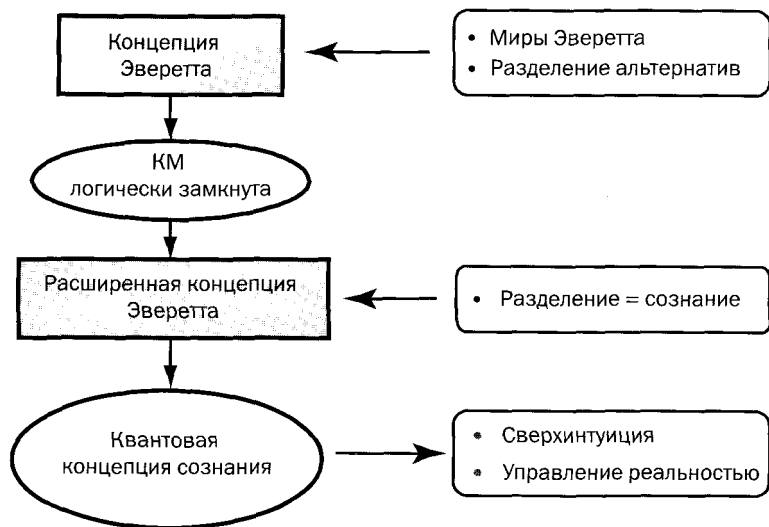 Концепция
Эверетта
• Миры Эверетта
• Разделение альтернатив
КМ
логически замкнута
Расширенная концепция
Эверетта
• Разделение = сознание
Квантовая
концепция сознания
• Сверхинтуиция
• Управление реальностью